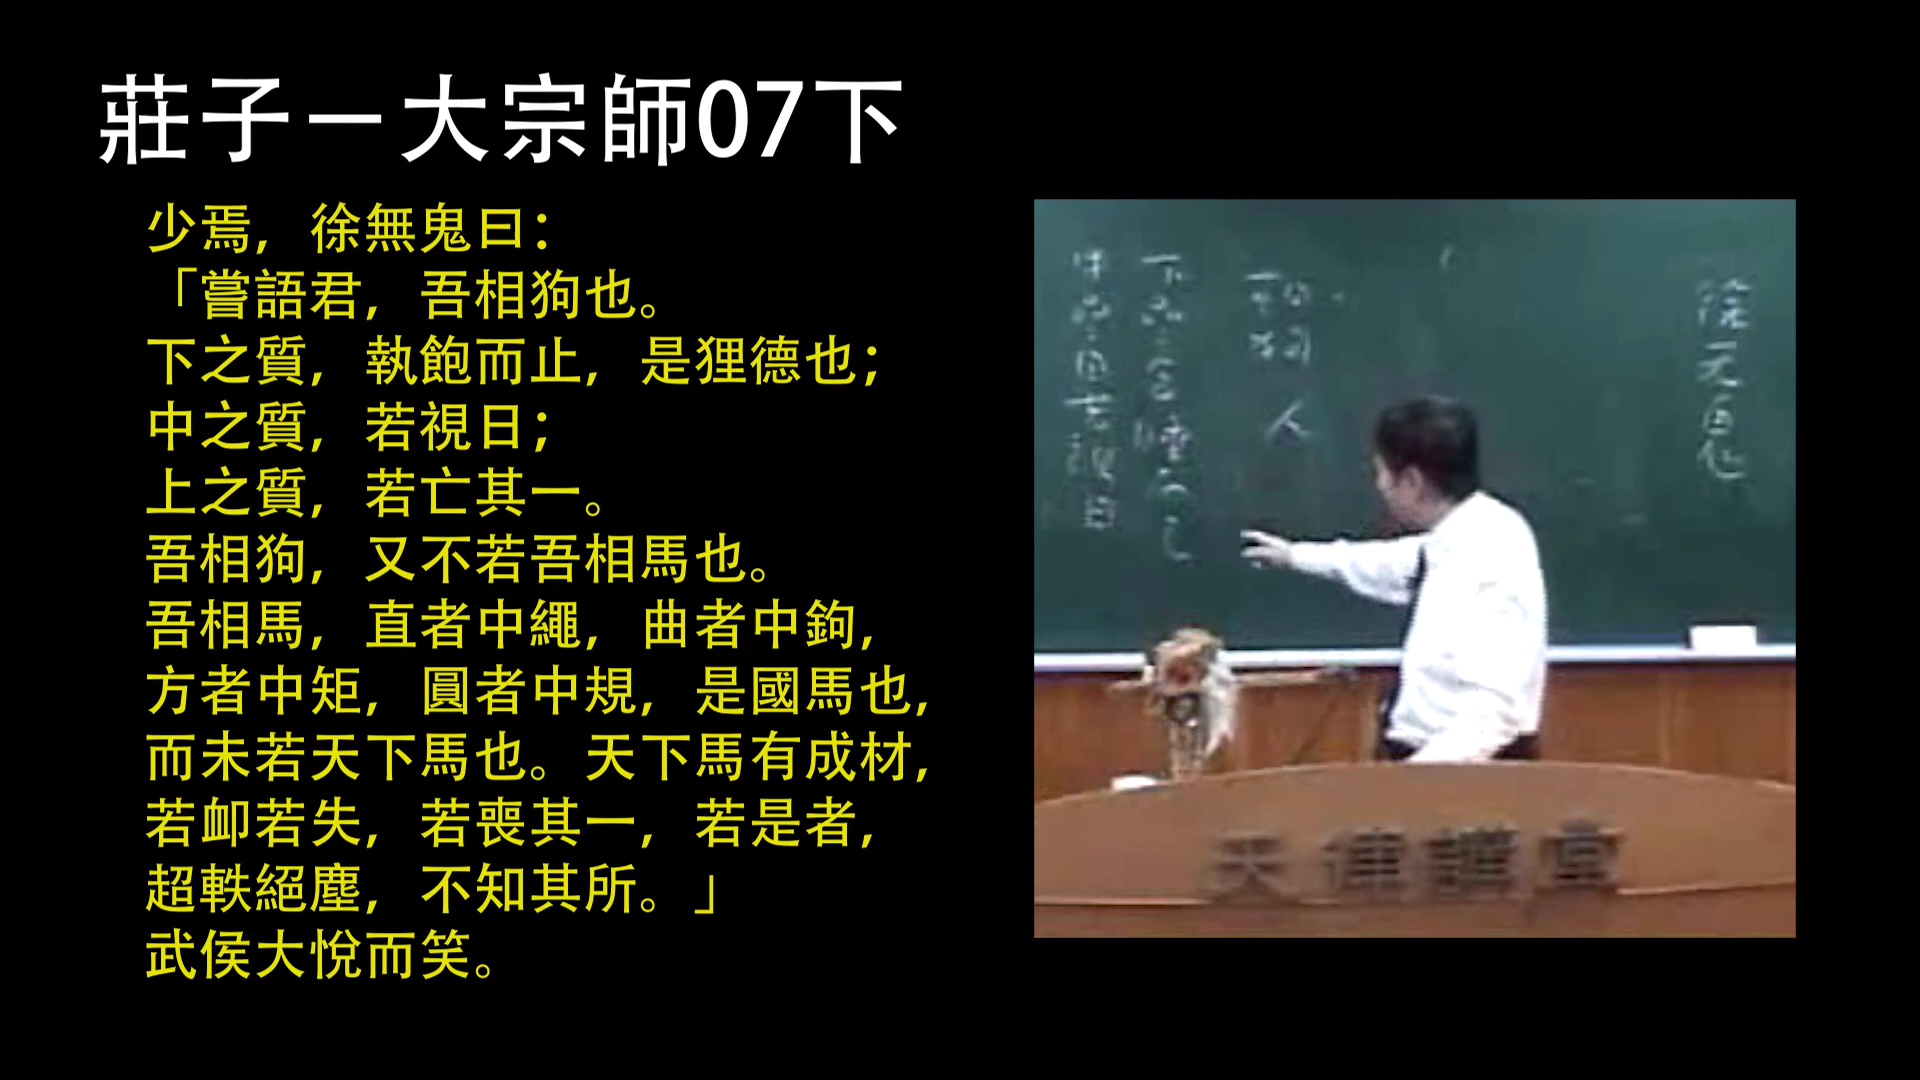 莊子－大宗師07下
少焉，徐無鬼曰：
「嘗語君，吾相狗也。
下之質，執飽而止，是狸德也；
中之質，若視日；
上之質，若亡其一。
吾相狗，又不若吾相馬也。
吾相馬，直者中繩，曲者中鉤，
方者中矩，圓者中規，是國馬也，
而未若天下馬也。天下馬有成材，
若卹若失，若喪其一，若是者，
超軼絕塵，不知其所。」
武侯大悅而笑。
徐无鬼
人